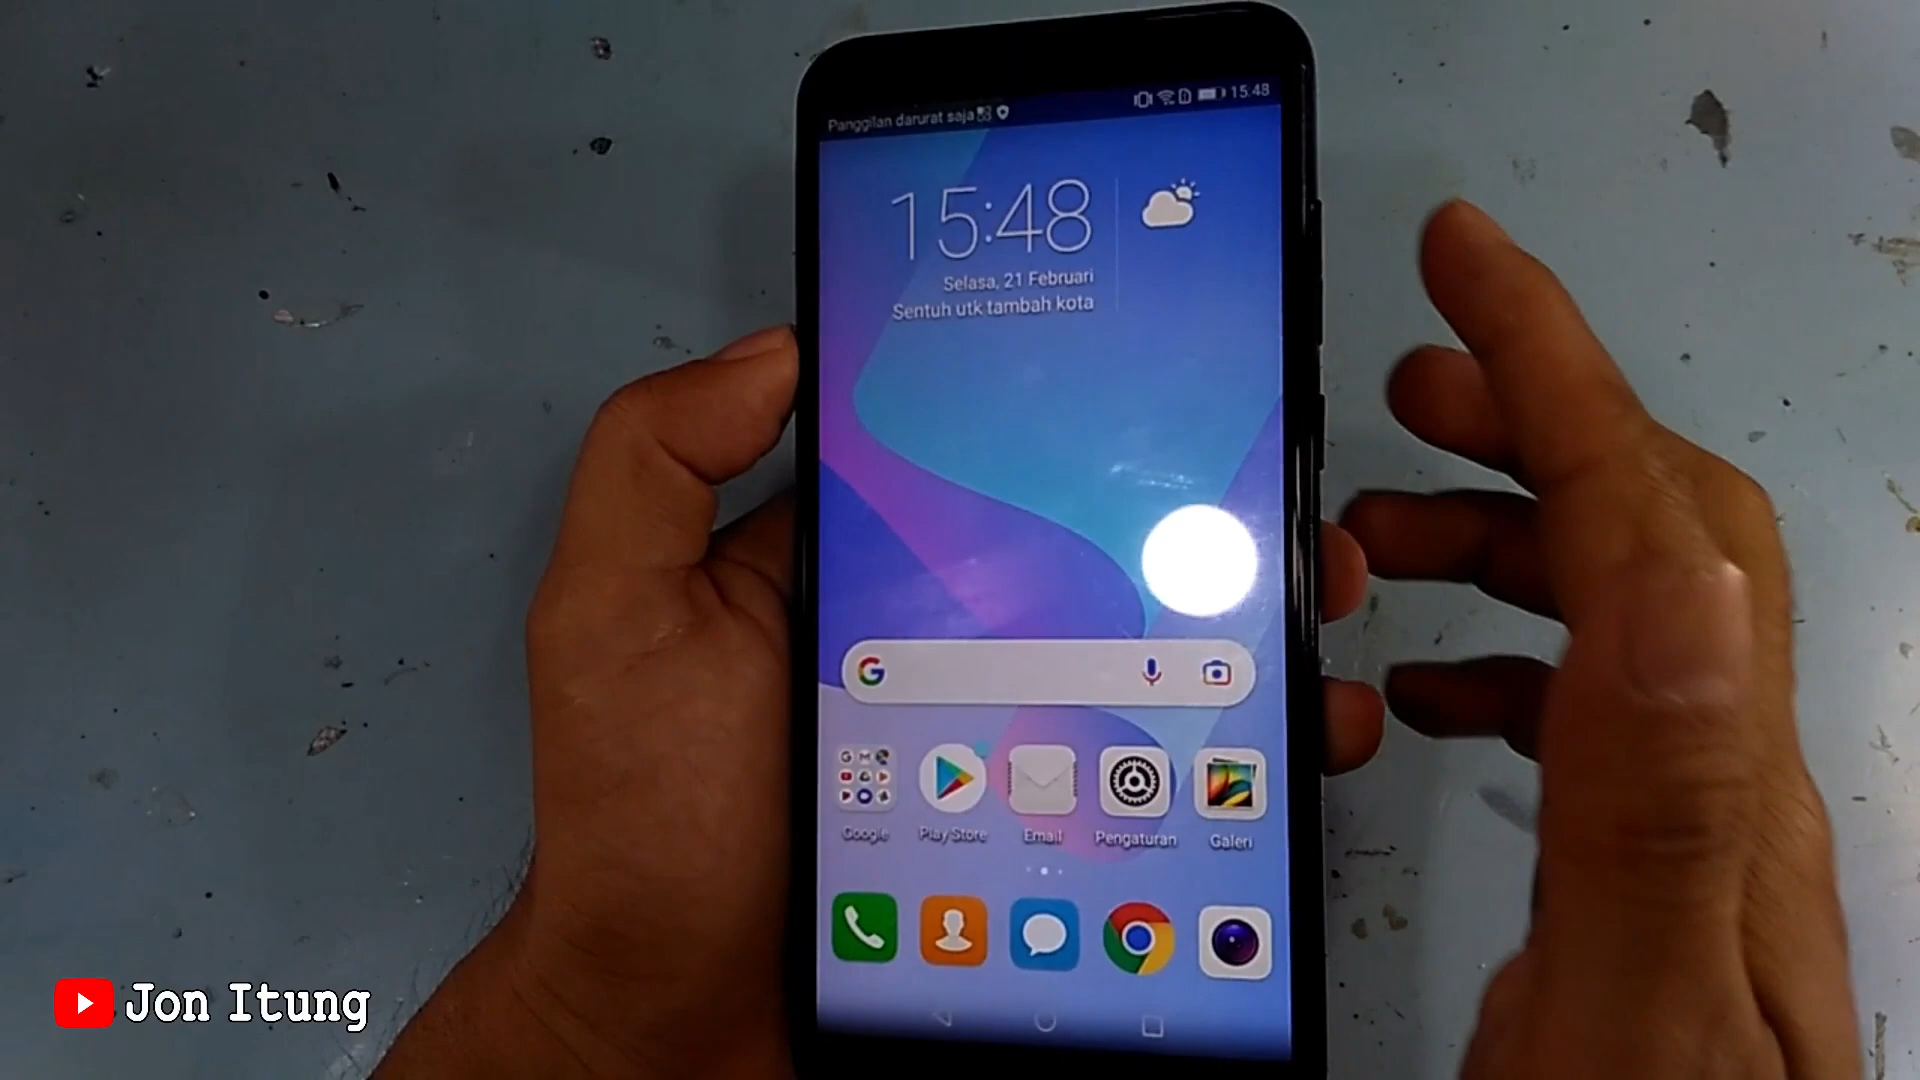 Panggilan darurat saja
15.48
15:48
Selasa, 21 Februari
Sentuh utk tambah kota
G
Google
Play Store
Email
Pengaturan
Galeri
Jon Itung